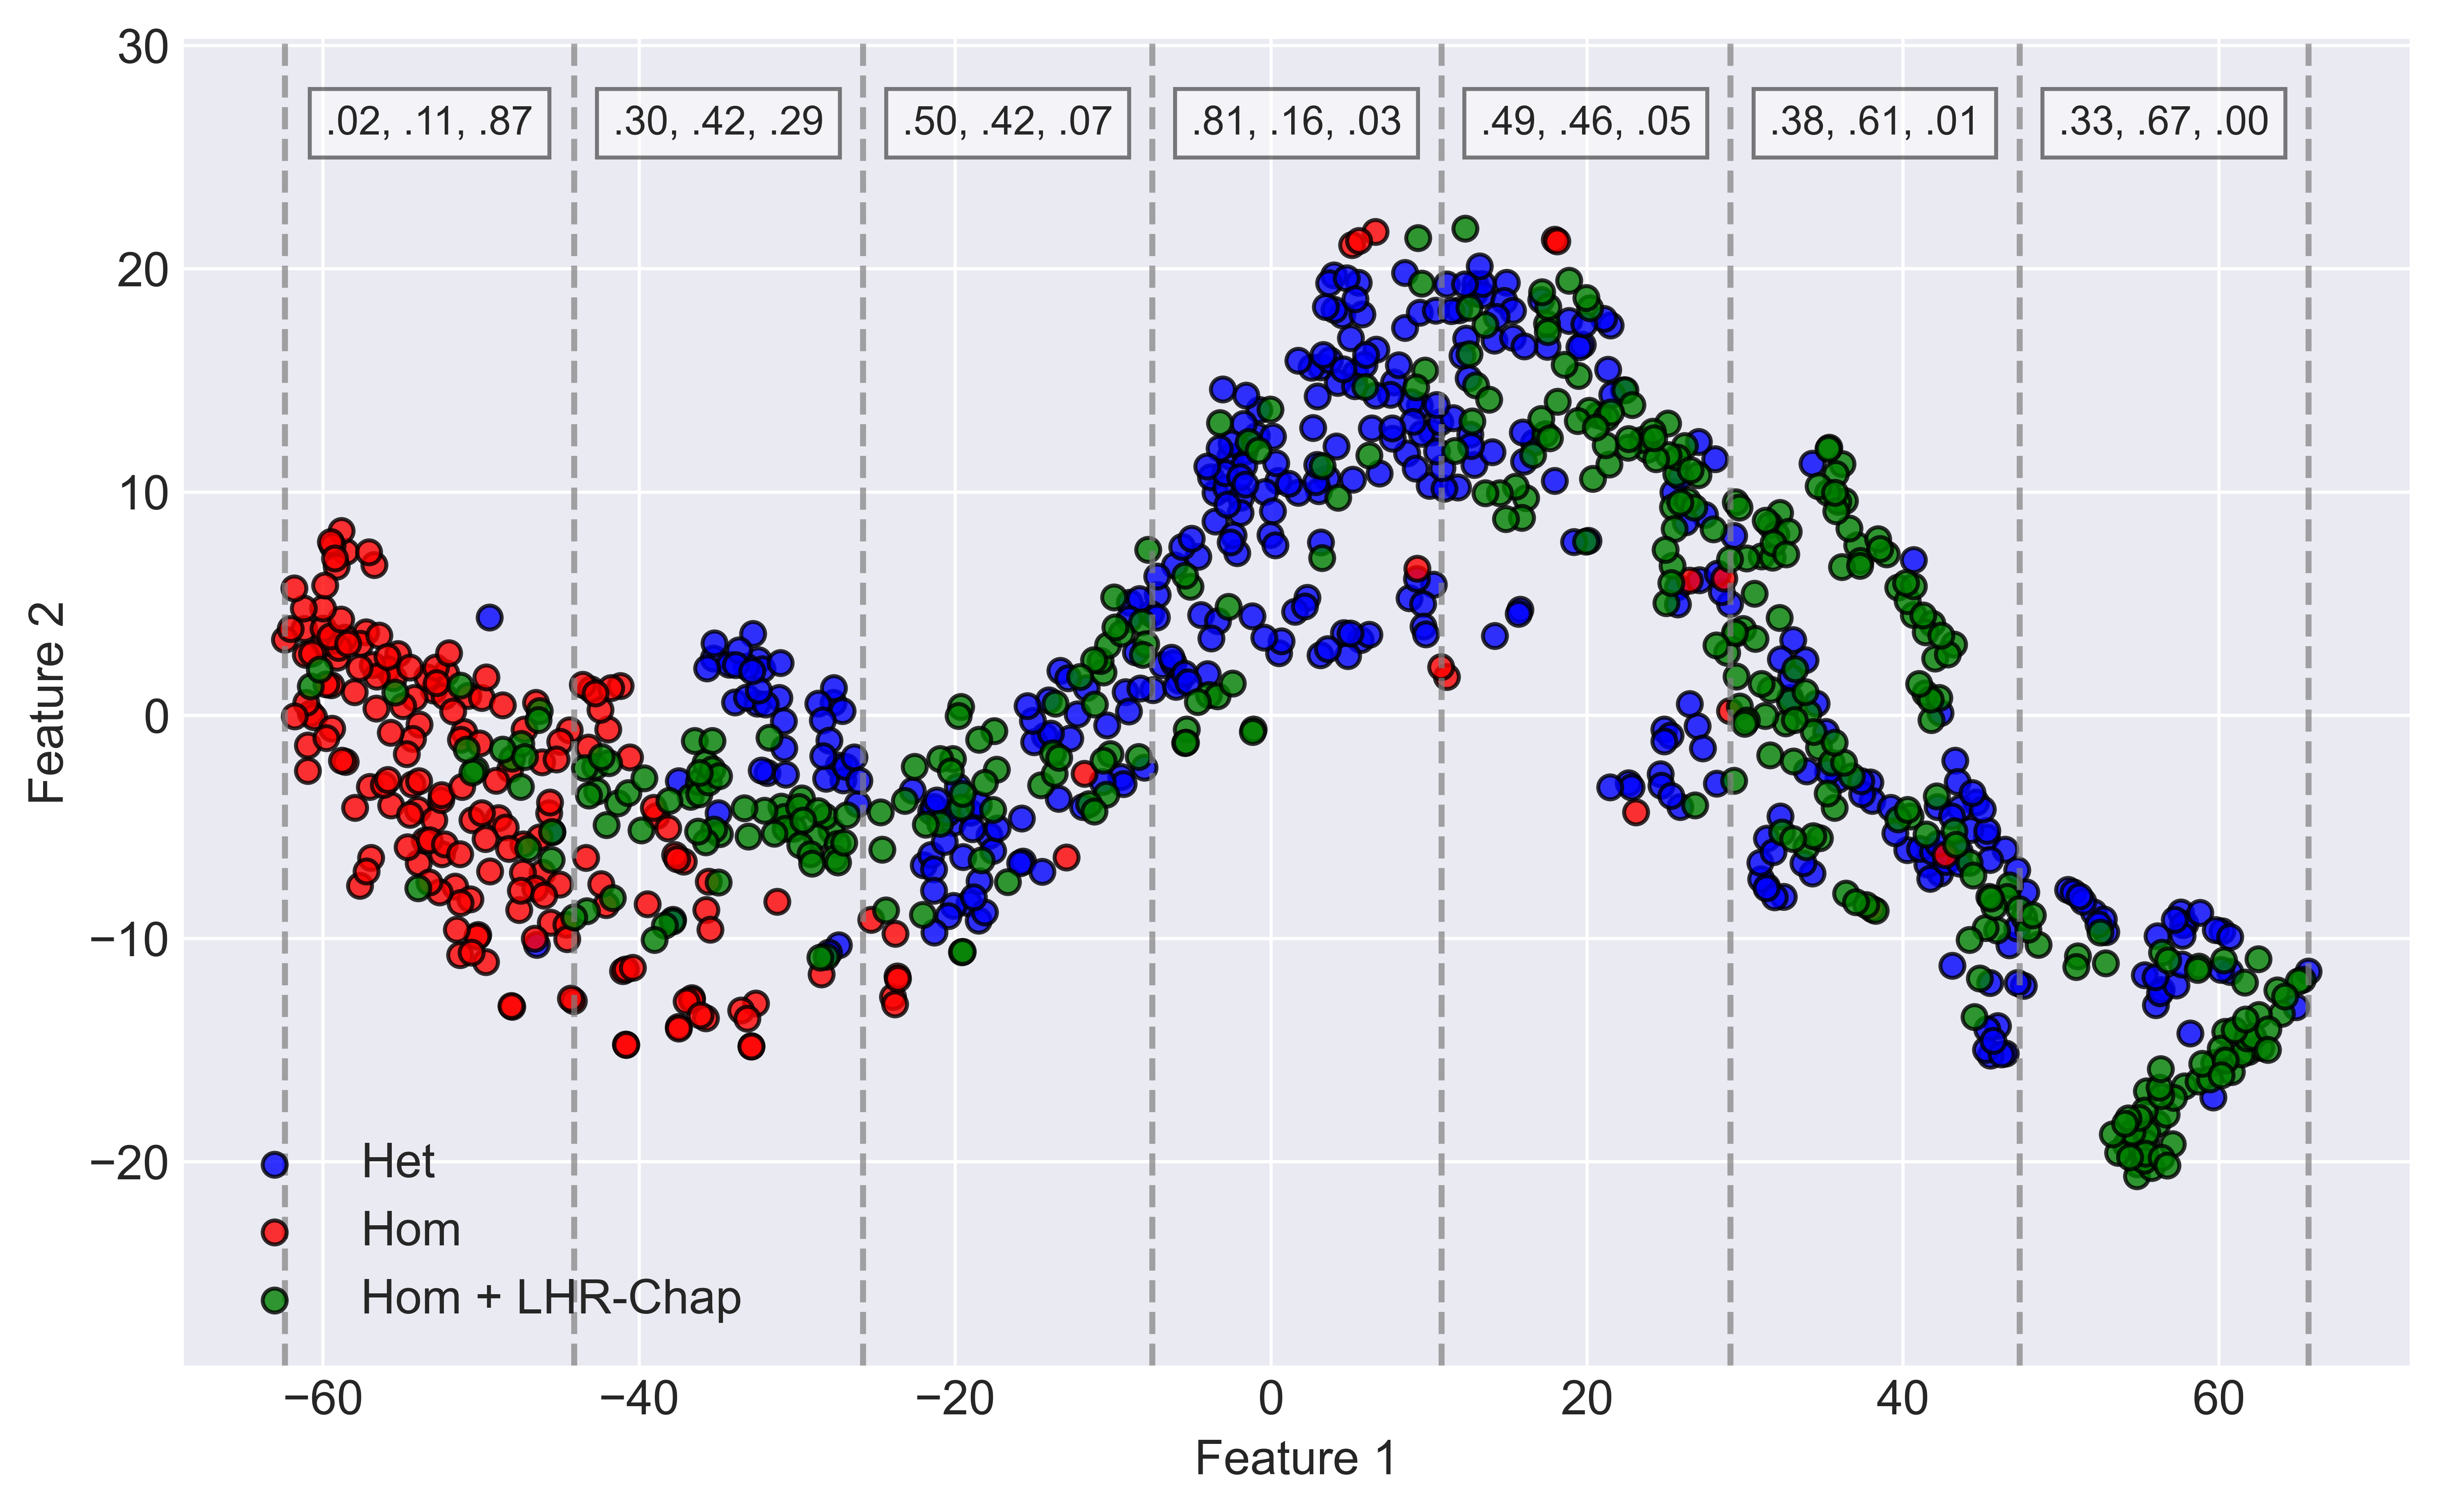 30
.02, .11, .87
.30, .42, .29
.50, .42, .07
.81, .16, .03
.49, .46, .05
.38, .61, .01
.33, .67, .00
20
10
0
−10
−20
Feature 2
Het
Hom
Hom + LHR-Chap
−60
−40
−20
0
20
40
60
Feature 1